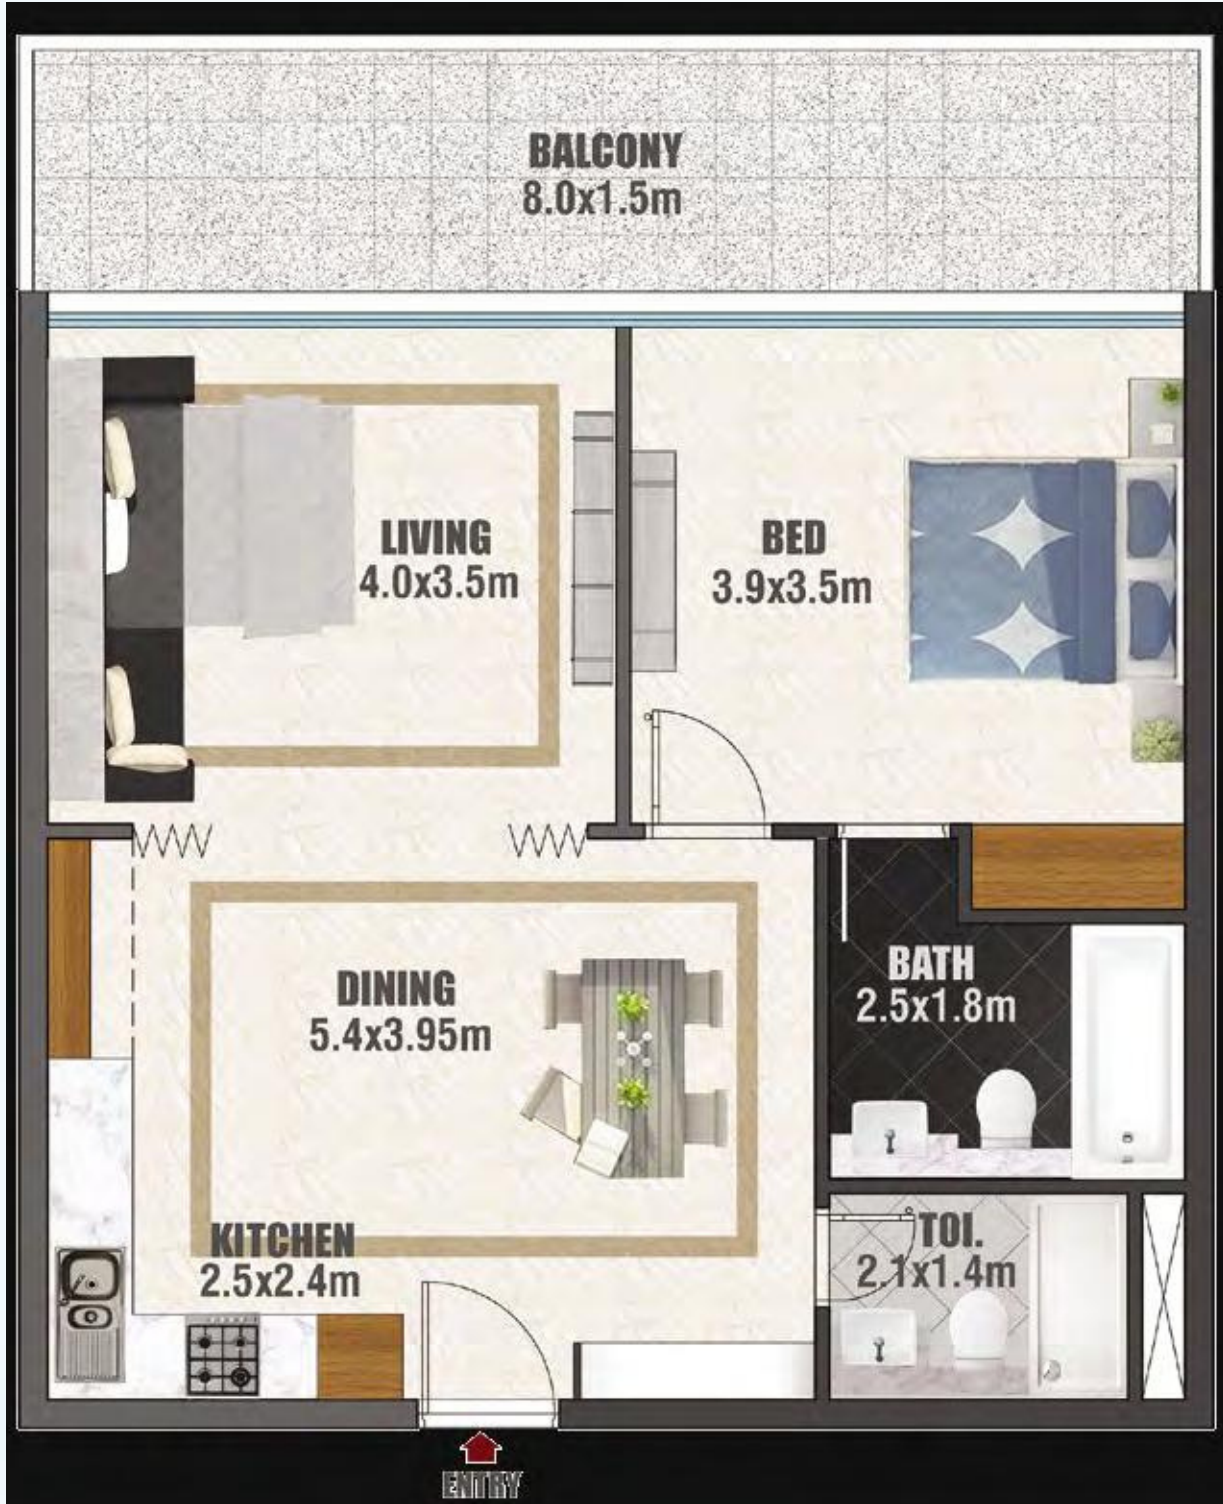 BALCONY
8.0x1.5m
LIVING
4.0x3.5m
BED
3.9x3.5m
DINING
5.4x3.95m
BATH
2.5x1.8m
KITCHEN
2.5x2.4m
TOI.
2.1x1.4m
ENTRY